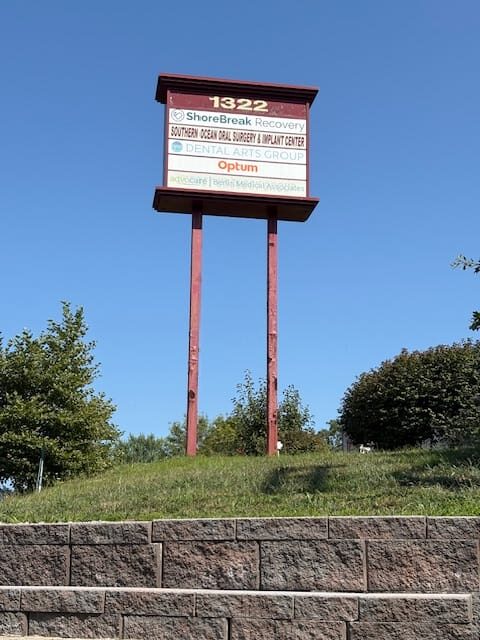 1322
ShoreBreak Recovery
SOUTHERN OCEAN ORAL SURGERY & IMPLANT CENTER
DENTAL ARTS GROUP
Optum
advocare | Berlin Medical Associates